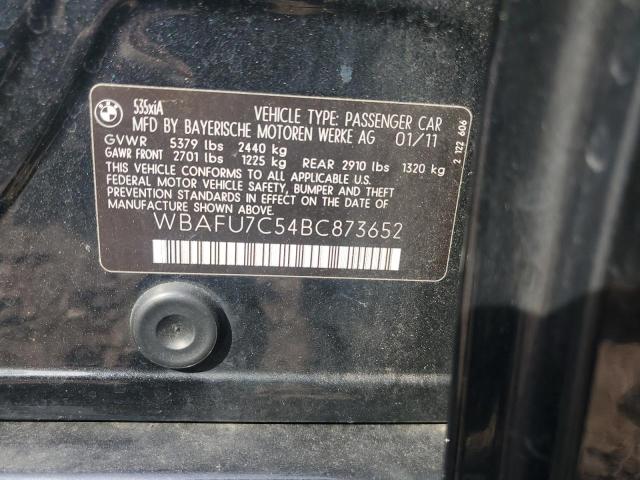 BMW
535xiA
VEHICLE TYPE: PASSENGER CAR
MFD BY BAYERISCHE MOTOREN WERKE AG 01/11
GVWR 5379 lbs 2440 kg
GAWR FRONT 2701 lbs 1225 kg REAR 2910 lbs 1320 kg
THIS VEHICLE CONFORMS TO ALL APPLICABLE U.S.
FEDERAL MOTOR VEHICLE SAFETY, BUMPER AND THEFT
PREVENTION STANDARDS IN EFFECT ON THE DATE OF
MANUFACTURE SHOWN ABOVE.
WBAFU7C54BC873652
2 122 606